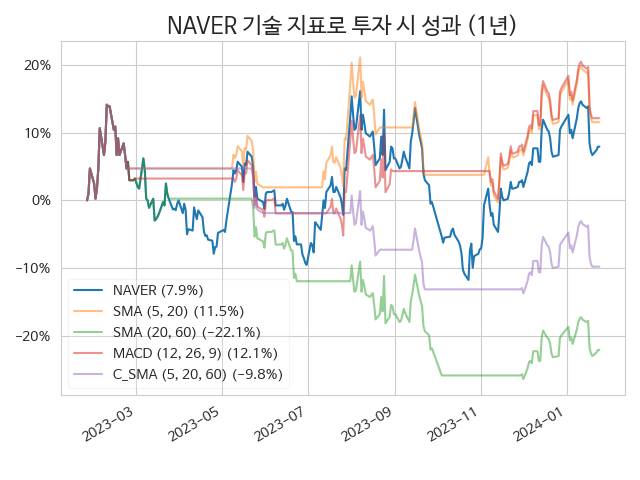 NAVER 기술 지표로 투자 시 성과 (1년)
20%
10%
0%
−10%
−20%
NAVER (7.9%)
SMA (5, 20) (11.5%)
SMA (20, 60) (−22.1%)
MACD (12, 26, 9) (12.1%)
C_SMA (5, 20, 60) (−9.8%)
2023−03
2023−05
2023−07
2023−09
2023−11
2024−01